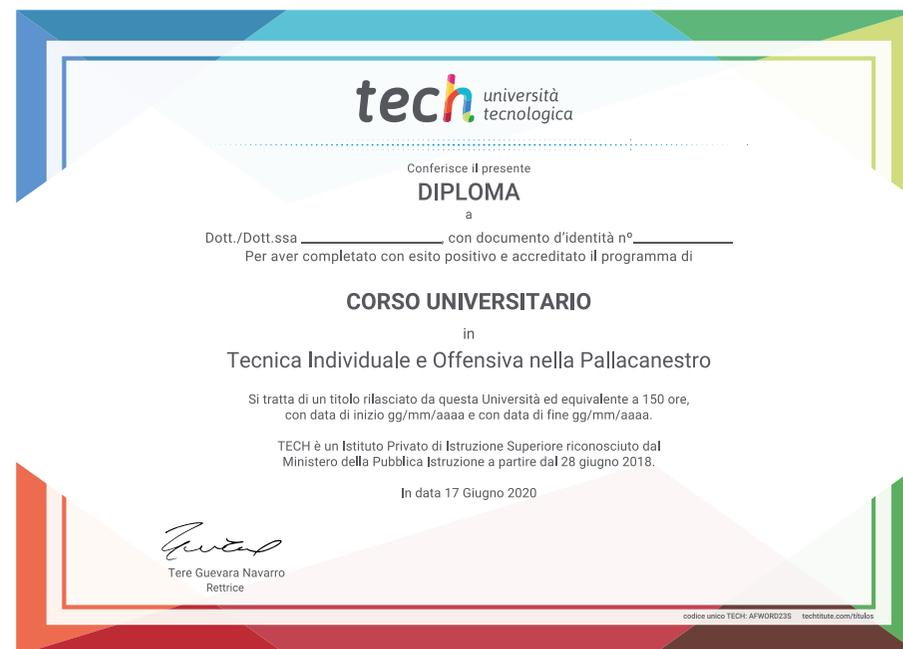 tech università
tecnologica
Conferisce il presente
DIPLOMA
a
Dott./Dott.ssa ________________, con documento d'identità nº____________
Per aver completato con esito positivo e accreditato il programma di
CORSO UNIVERSITARIO
in
Tecnica Individuale e Offensiva nella Pallacanestro
Si tratta di un titolo rilasciato da questa Università ed equivalente a 150 ore,
con data di inizio gg/mm/aaaa e con data di fine gg/mm/aaaa.
TECH è un Istituto Privato di Istruzione Superiore riconosciuto dal
Ministero della Pubblica Istruzione a partire dal 28 giugno 2018.
In data 17 Giugno 2020
Tere Guevara Navarro
Rettrice
codice unico TECH: AFWORD23S techtitute.com/titulos